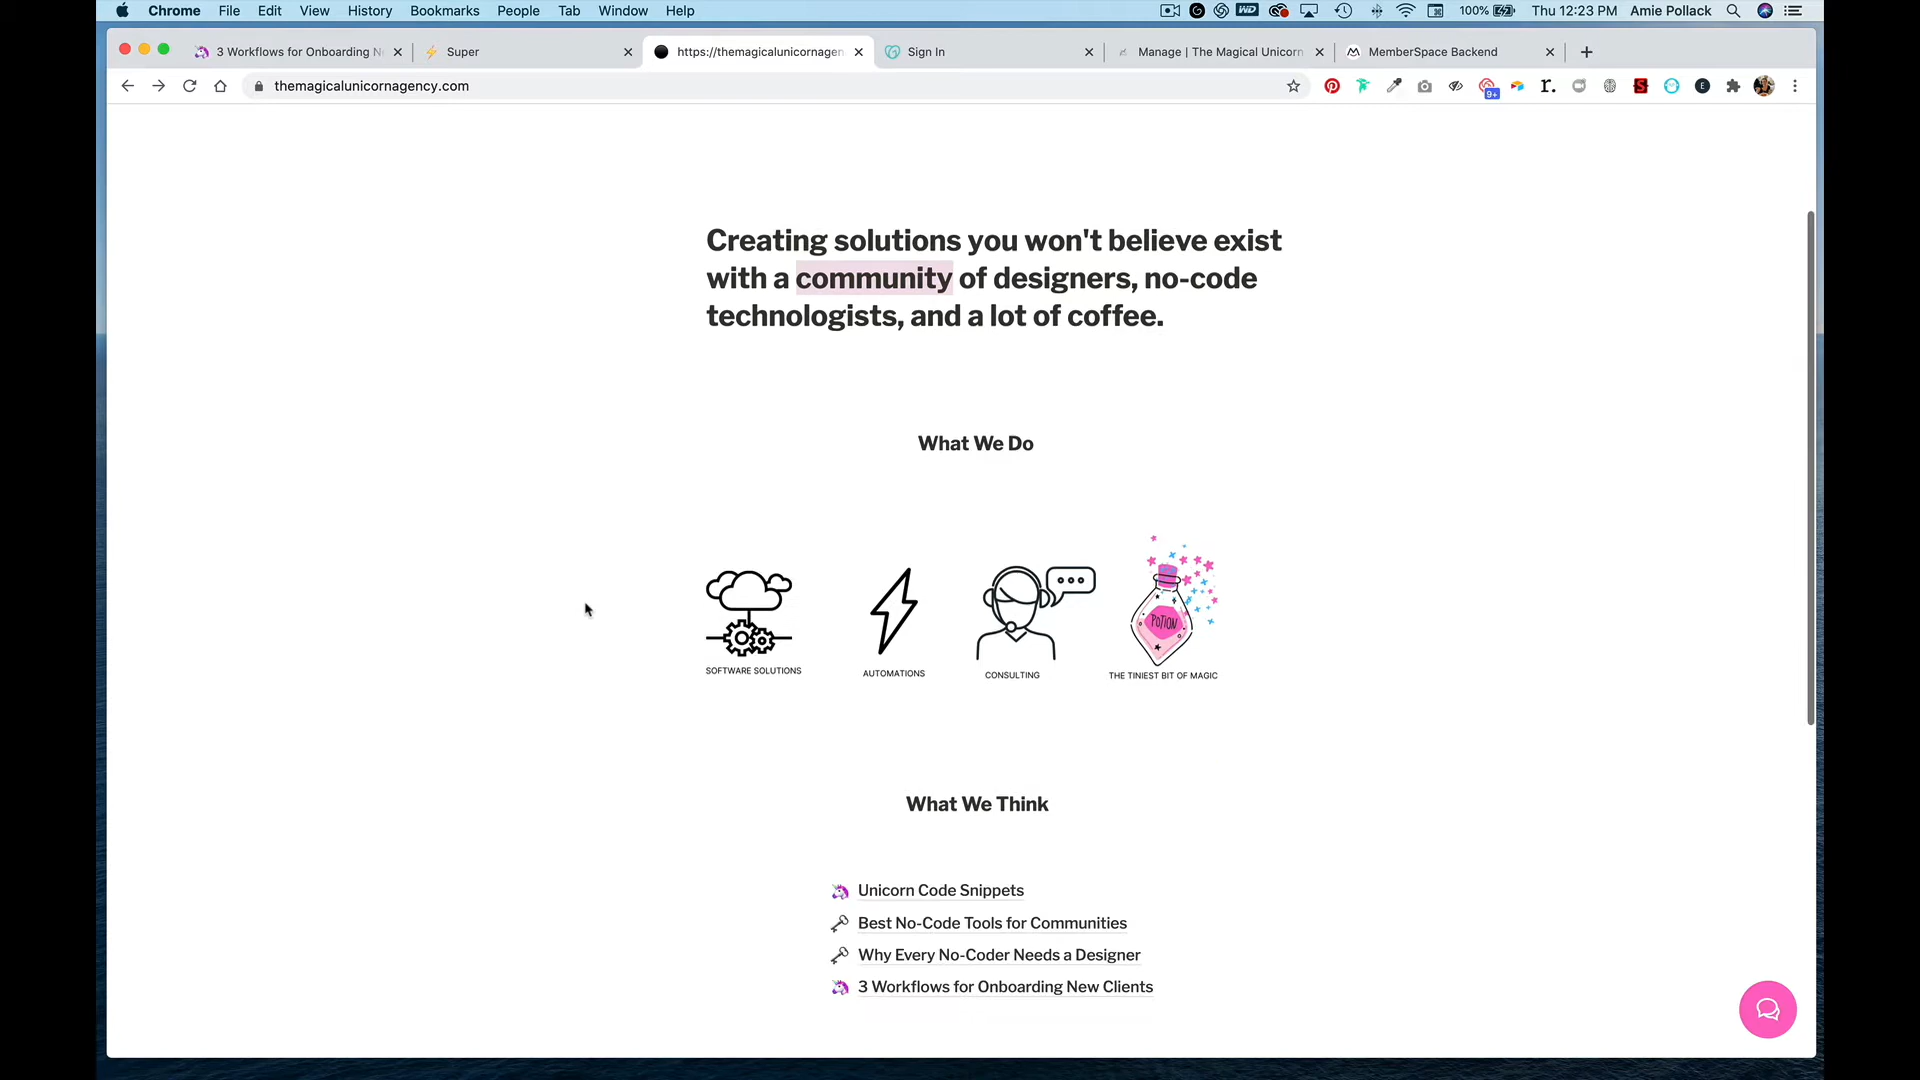 Chrome File Edit View History Bookmarks People Tab Window Help
100% Thu 12:23 PM Amie Pollack
3 Workflows for Onboarding N
Super
https://themagicalunicornagen
Sign In
Manage | The Magical Unicorn
MemberSpace Backend
themagicalunicornagency.com
9+
Creating solutions you won't believe exist
with a community of designers, no-code
technologists, and a lot of coffee.
What We Do
POTION
SOFTWARE SOLUTIONS
AUTOMATIONS
CONSULTING
THE TINIEST BIT OF MAGIC
What We Think
Unicorn Code Snippets
Best No-Code Tools for Communities
Why Every No-Coder Needs a Designer
3 Workflows for Onboarding New Clients